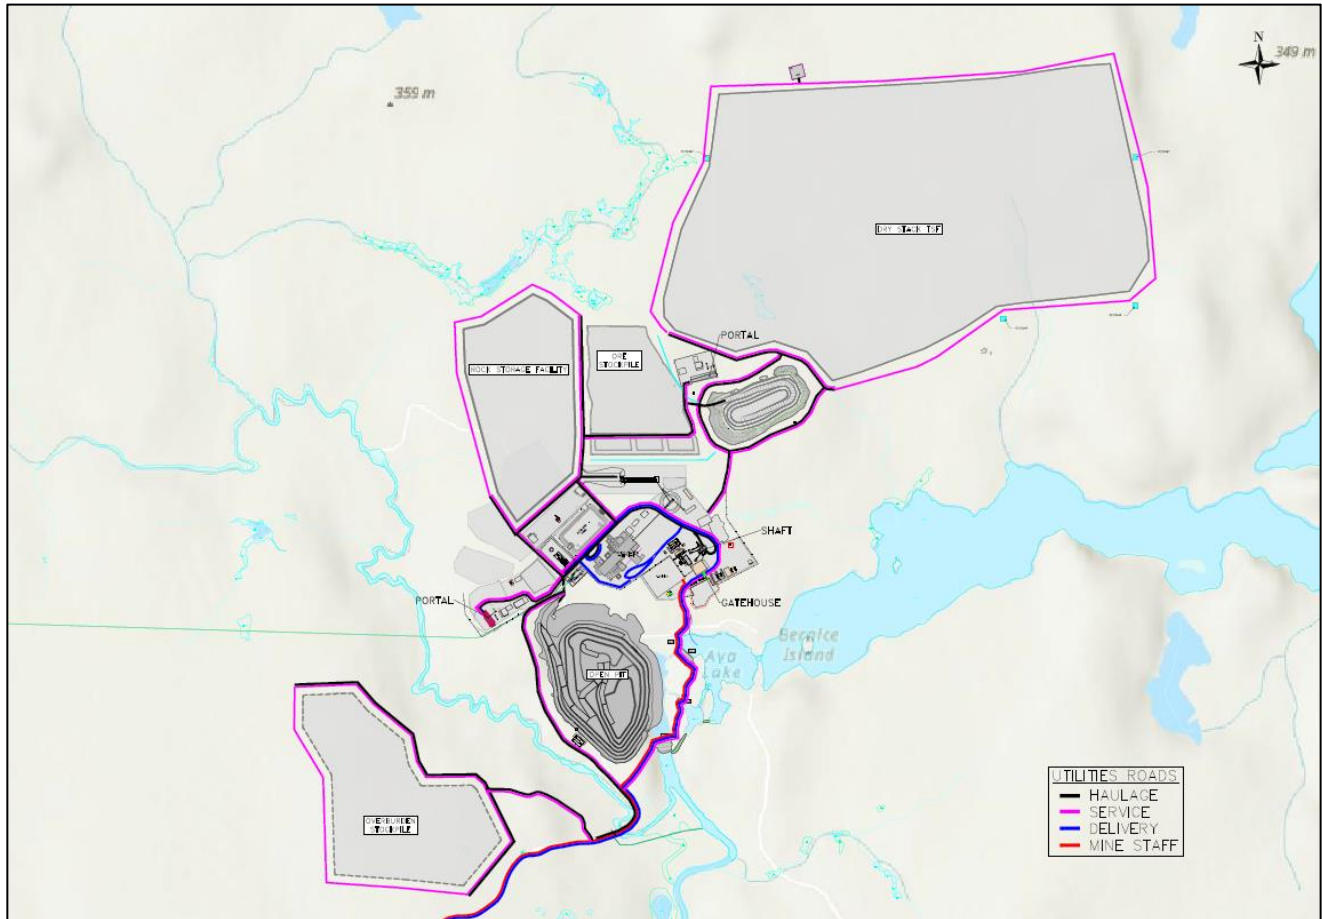 N
349 m
359 m
DRY STACK TSF
PORTAL
ORE
STOCKPILE
ROCK STORAGE FACILITY
SHAFT
PORTAL
GATEHOUSE
Bernice
Island
Ava
Lake
OPEN PIT
OVERBURDEN
STOCKPILE
UTILITIES ROADS
HAULAGE
SERVICE
DELIVERY
MINE STAFF